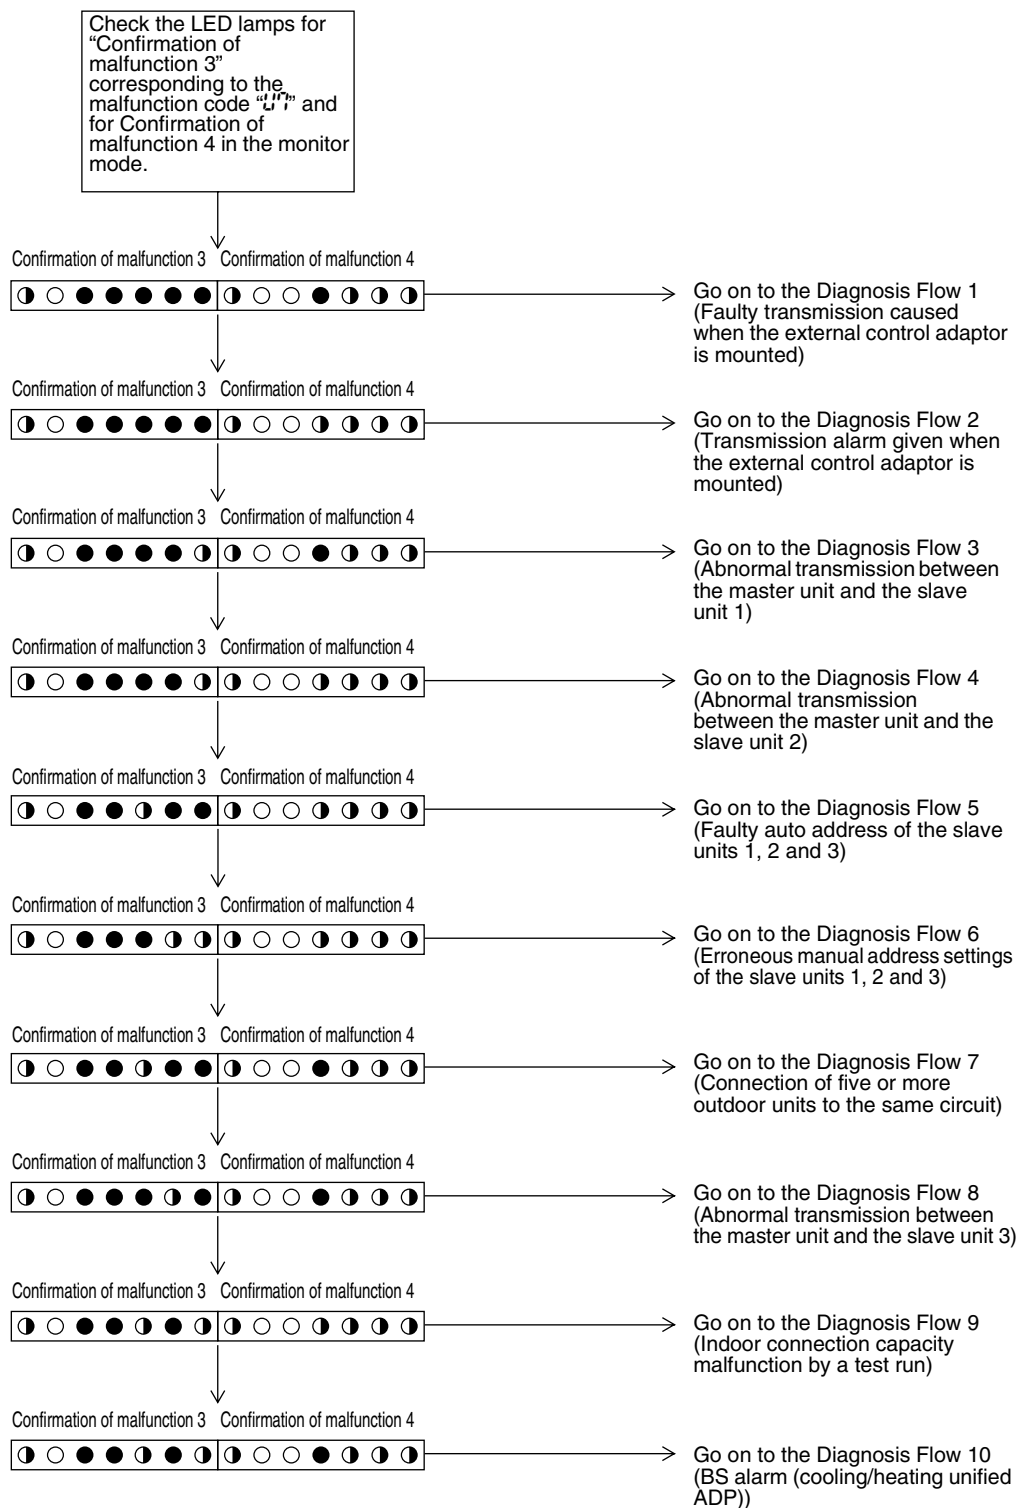 Check the LED lamps for
“Confirmation of
malfunction 3”
corresponding to the
malfunction code “U7” and
for Confirmation of
malfunction 4 in the monitor
mode.
Confirmation of malfunction 3 Confirmation of malfunction 4
Go on to the Diagnosis Flow 1
(Faulty transmission caused
when the external control adaptor
is mounted)
Confirmation of malfunction 3 Confirmation of malfunction 4
Go on to the Diagnosis Flow 2
(Transmission alarm given when
the external control adaptor is
mounted)
Confirmation of malfunction 3 Confirmation of malfunction 4
Go on to the Diagnosis Flow 3
(Abnormal transmission between
the master unit and the slave
unit 1)
Confirmation of malfunction 3 Confirmation of malfunction 4
Go on to the Diagnosis Flow 4
(Abnormal transmission
between the master unit and the
slave unit 2)
Confirmation of malfunction 3 Confirmation of malfunction 4
Go on to the Diagnosis Flow 5
(Faulty auto address of the slave
units 1, 2 and 3)
Confirmation of malfunction 3 Confirmation of malfunction 4
Go on to the Diagnosis Flow 6
(Erroneous manual address settings
of the slave units 1, 2 and 3)
Confirmation of malfunction 3 Confirmation of malfunction 4
Go on to the Diagnosis Flow 7
(Connection of five or more
outdoor units to the same circuit)
Confirmation of malfunction 3 Confirmation of malfunction 4
Go on to the Diagnosis Flow 8
(Abnormal transmission between
the master unit and the slave unit 3)
Confirmation of malfunction 3 Confirmation of malfunction 4
Go on to the Diagnosis Flow 9
(Indoor connection capacity
malfunction by a test run)
Confirmation of malfunction 3 Confirmation of malfunction 4
Go on to the Diagnosis Flow 10
(BS alarm (cooling/heating unified
ADP))